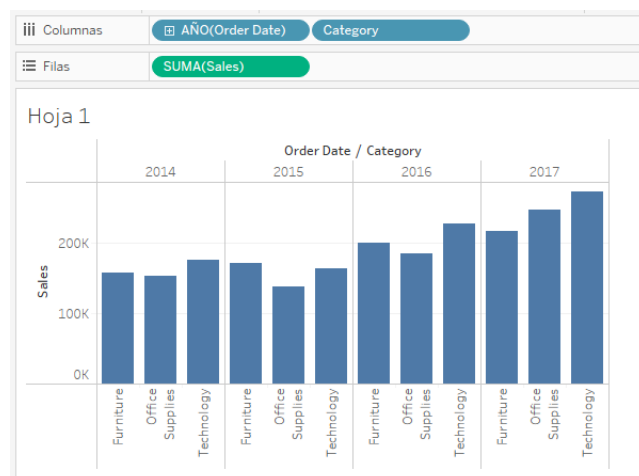 Columnas
AÑO(Order Date)
Category
Filas
SUMA(Sales)
Hoja 1
Order Date / Category
2014
2015
2016
2017
Sales
200K
100K
0K
Furniture
Office
Supplies
Technology
Furniture
Office
Supplies
Technology
Furniture
Office
Supplies
Technology
Furniture
Office
Supplies
Technology